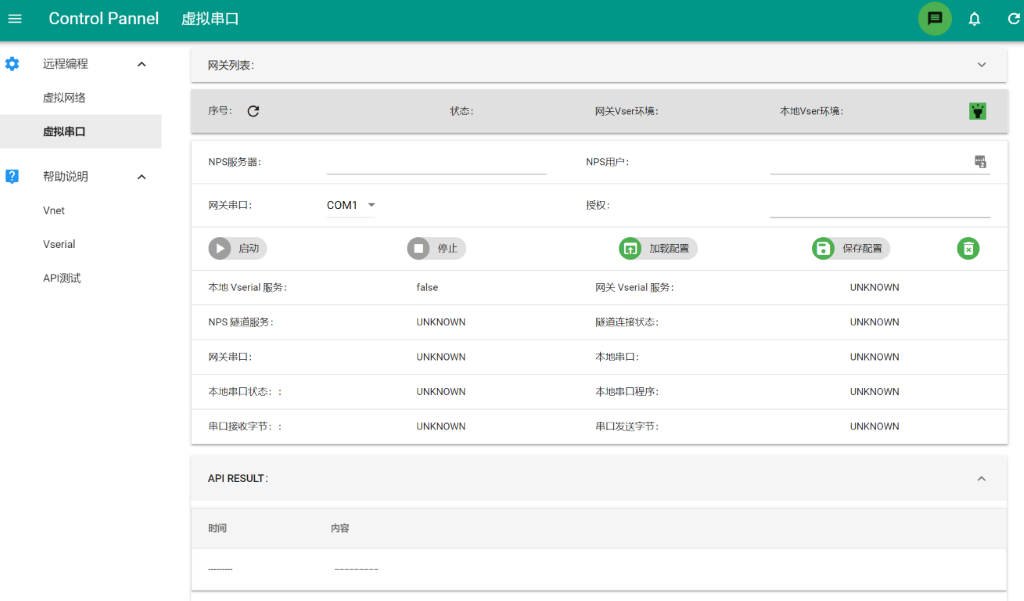 Control Pannel 虚拟串口
远程编程
虚拟网络
虚拟串口
帮助说明
Vnet
Vserial
API测试
网关列表：
序号： 状态： 网关Vser环境： 本地Vser环境：
NPS服务器： NPS用户：
网关串口： COM1 授权：
启动 停止 加载配置 保存配置
本地 Vserial 服务： false 网关 Vserial 服务： UNKNOWN
NPS 隧道服务： UNKNOWN 隧道连接状态： UNKNOWN
网关串口： UNKNOWN 本地串口： UNKNOWN
本地串口状态：： UNKNOWN 本地串口程序： UNKNOWN
串口接收字节：： UNKNOWN 串口发送字节： UNKNOWN
API RESULT：
时间 内容
--------- ---------